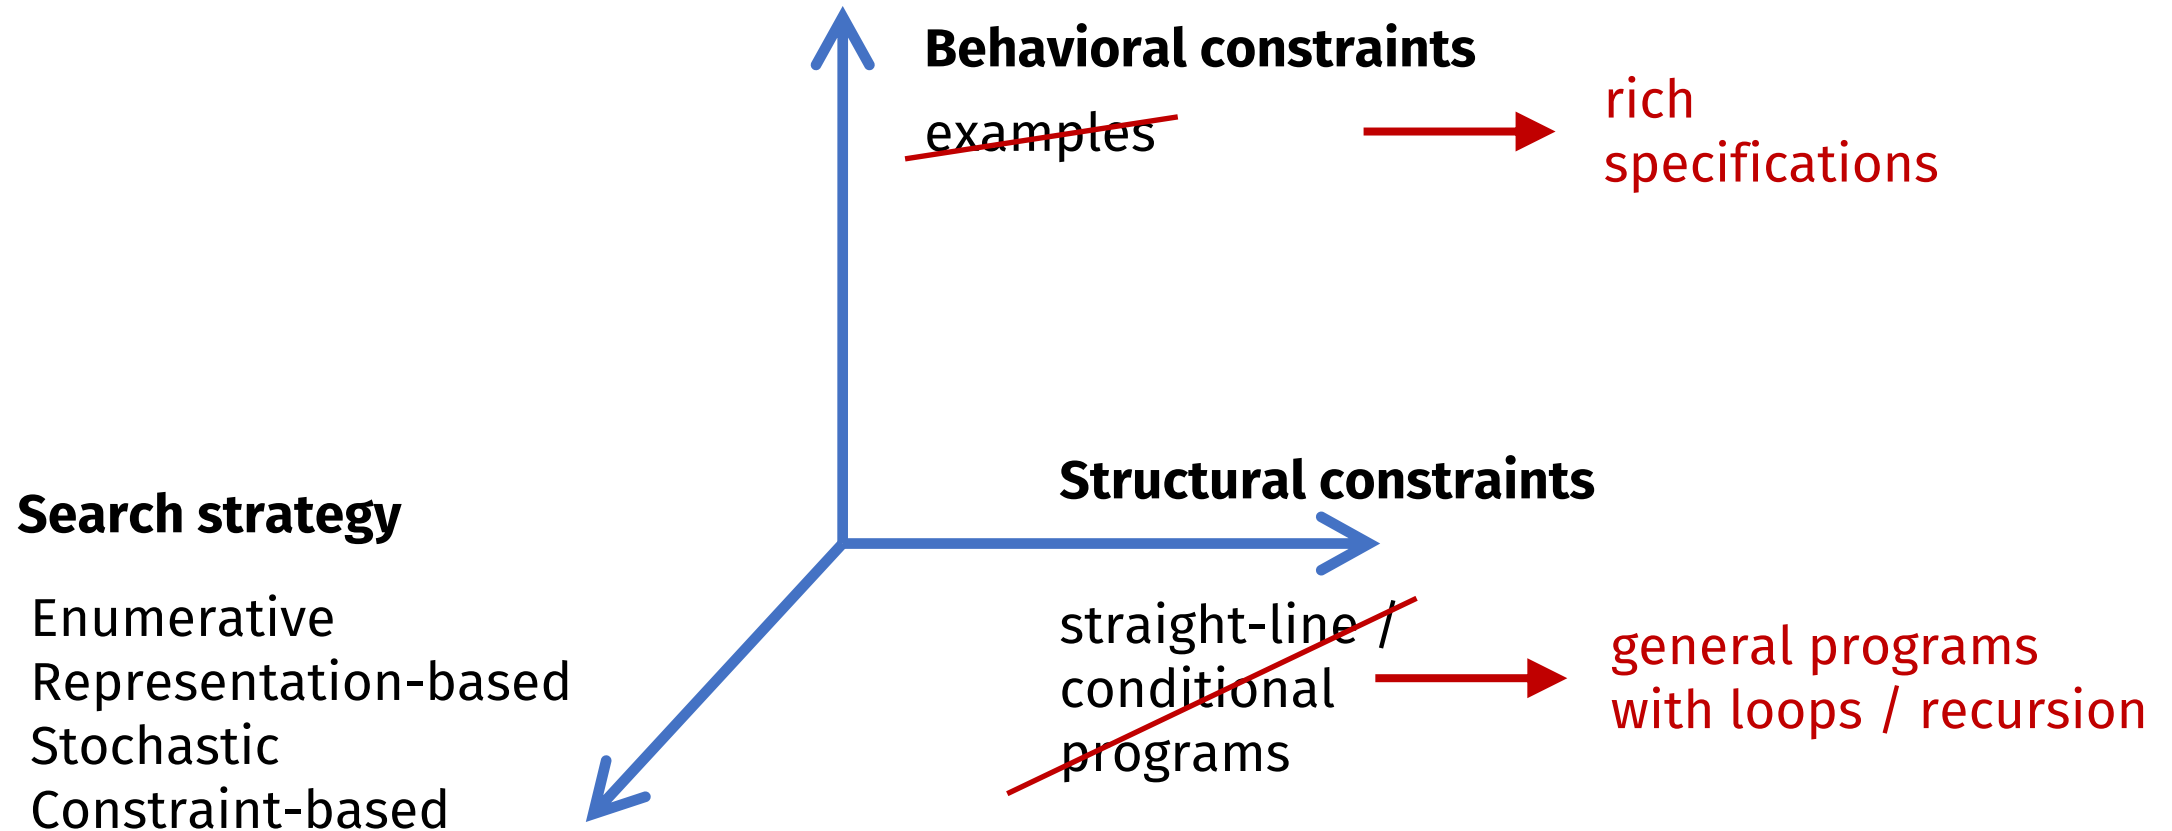 Behavioral constraints
examples
rich
specifications
Structural constraints
straight-line /
conditional
programs
general programs
with loops / recursion
Search strategy
Enumerative
Representation-based
Stochastic
Constraint-based